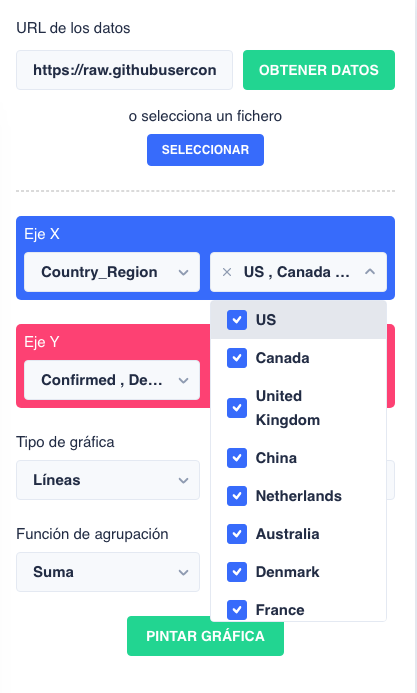 URL de los datos
https://raw.githubusercon
OBTENER DATOS
o selecciona un fichero
SELECCIONAR
Eje X
Country_Region
× US , Canada ...
US
Canada
United
Kingdom
China
Netherlands
Australia
Denmark
France
Eje Y
Confirmed , De...
Tipo de gráfica
Líneas
Función de agrupación
Suma
PINTAR GRÁFICA